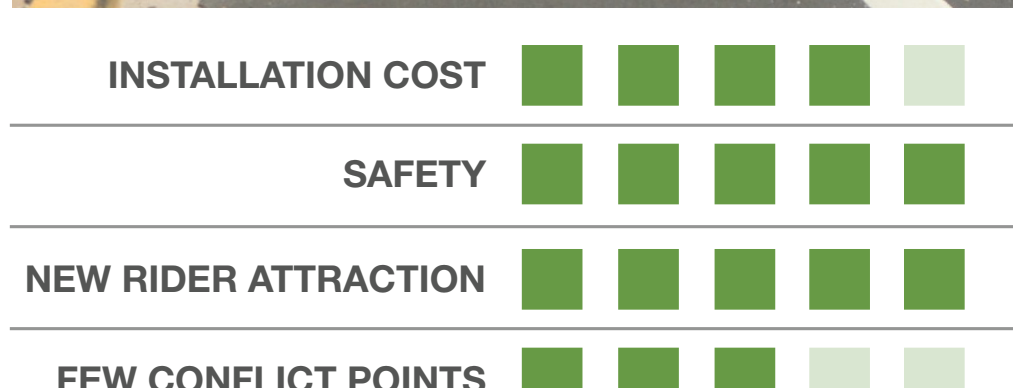 INSTALLATION COST
SAFETY
NEW RIDER ATTRACTION
FEW CONFLICT POINTS